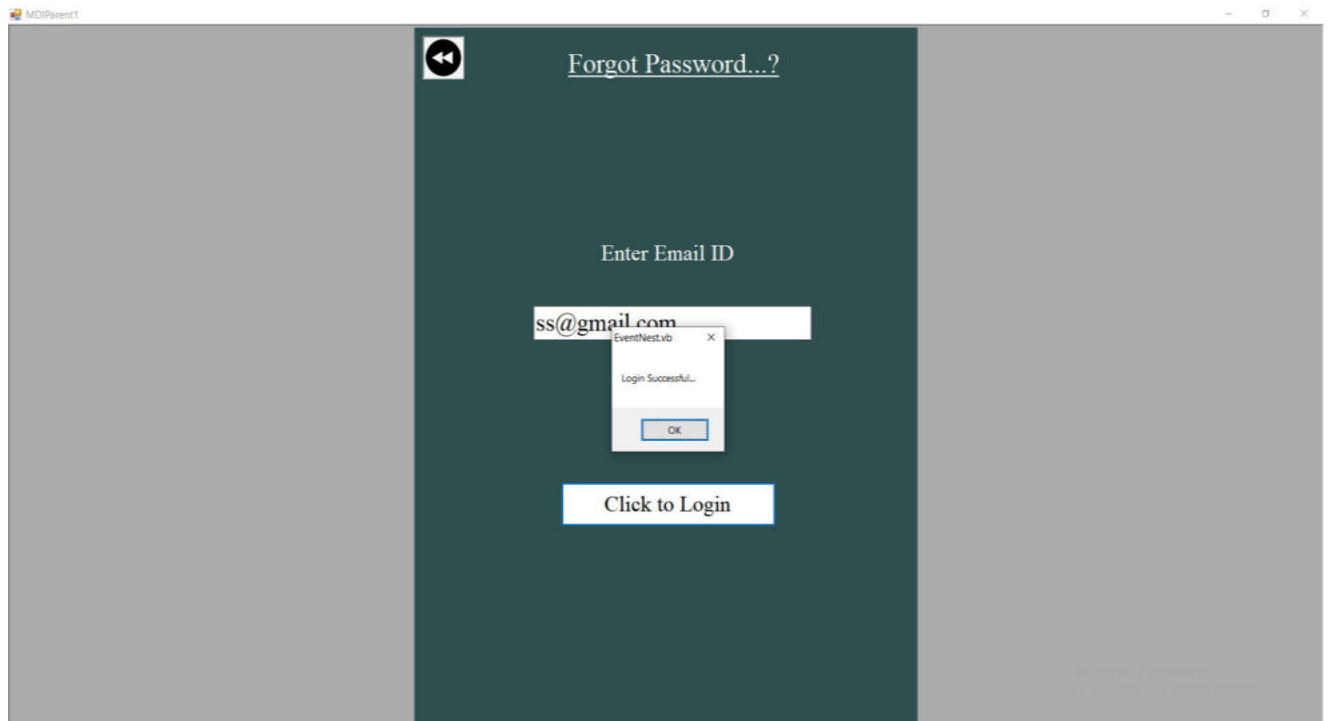 MDIParent1
Forgot Password...?
Enter Email ID
ss@gmail.com
EventNest.vb
Login Successful...
OK
Click to Login